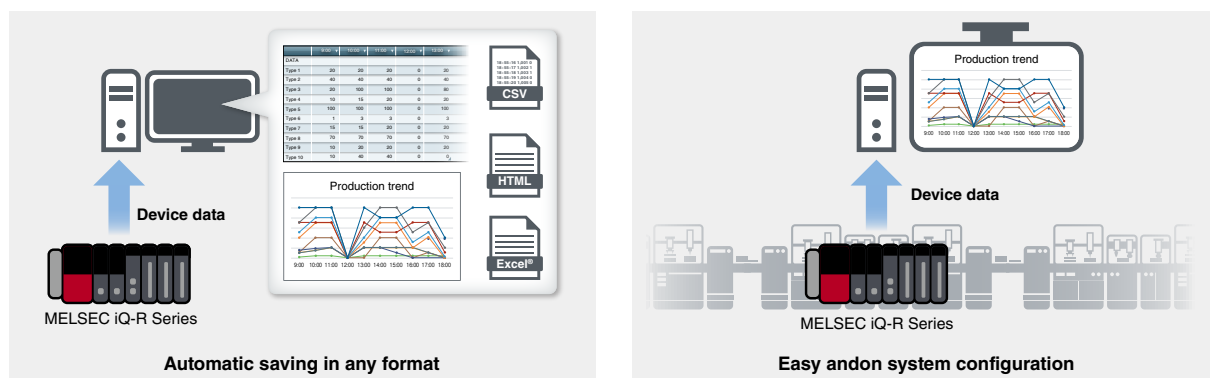 9:00 10:00 11:00 12:00 13:00
DATA
Type 1 20 20 20 0 20
Type 2 40 40 40 0 40
Type 3 20 100 100 0 80
Type 4 10 15 20 0 20
Type 5 100 100 100 0 100
Type 6 1 3 3 0 3
Type 7 15 15 20 0 20
Type 8 70 70 70 0 70
Type 9 10 20 20 0 20
Type 10 10 40 40 0
CSV
HTML
Excel®
Production trend
9:00 10:00 11:00 12:00 13:00 14:00 15:00 16:00 17:00 18:00
Device data
MELSEC iQ-R Series
Automatic saving in any format
Production trend
9:00 10:00 11:00 12:00 13:00 14:00 15:00 16:00 17:00 18:00
Device data
MELSEC iQ-R Series
Easy andon system configuration